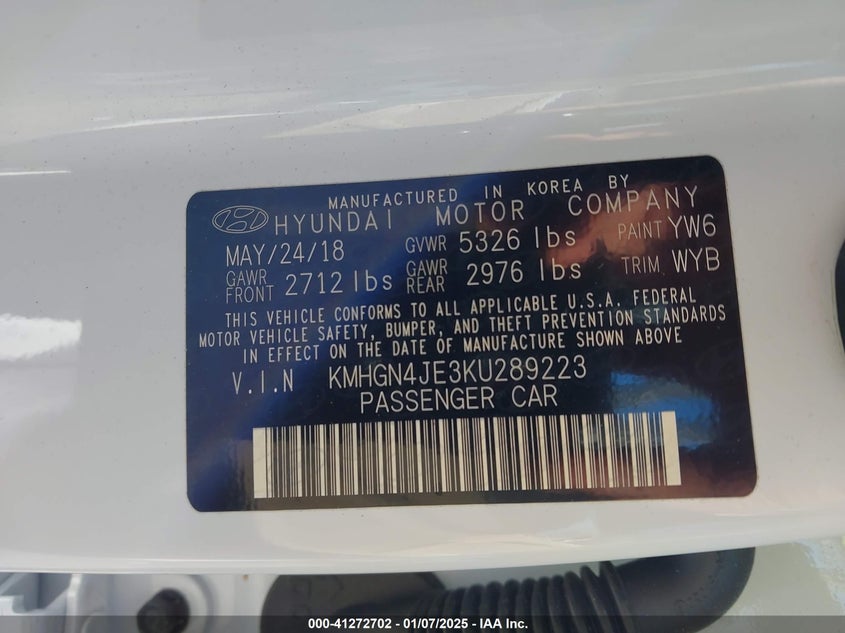 MANUFACTURED IN KOREA BY
HYUNDAI MOTOR COMPANY
MAY/24/18 GVWR 5326 lbs PAINT YW6
GAWR FRONT 2712 lbs GAWR REAR 2976 lbs TRIM WYB
THIS VEHICLE CONFORMS TO ALL APPLICABLE U.S.A. FEDERAL
MOTOR VEHICLE SAFETY, BUMPER, AND THEFT PREVENTION STANDARDS
IN EFFECT ON THE DATE OF MANUFACTURE SHOWN ABOVE
V.I.N KMHGN4JE3KU289223
PASSENGER CAR
000-41272702 - 01/07/2025 - IAA Inc.